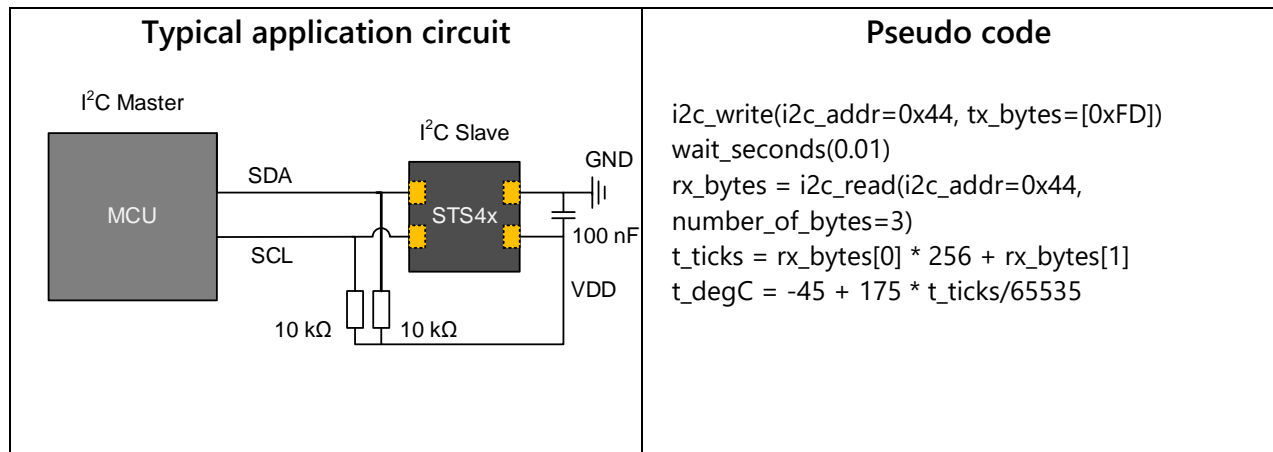 Typical application circuit
I²C Master
I²C Slave
GND
SDA
MCU
STS4x
100 nF
SCL
VDD
10 kΩ
10 kΩ
Pseudo code
i2c_write(i2c_addr=0x44, tx_bytes=[0xFD])
wait_seconds(0.01)
rx_bytes = i2c_read(i2c_addr=0x44,
number_of_bytes=3)
t_ticks = rx_bytes[0] * 256 + rx_bytes[1]
t_degC = -45 + 175 * t_ticks/65535